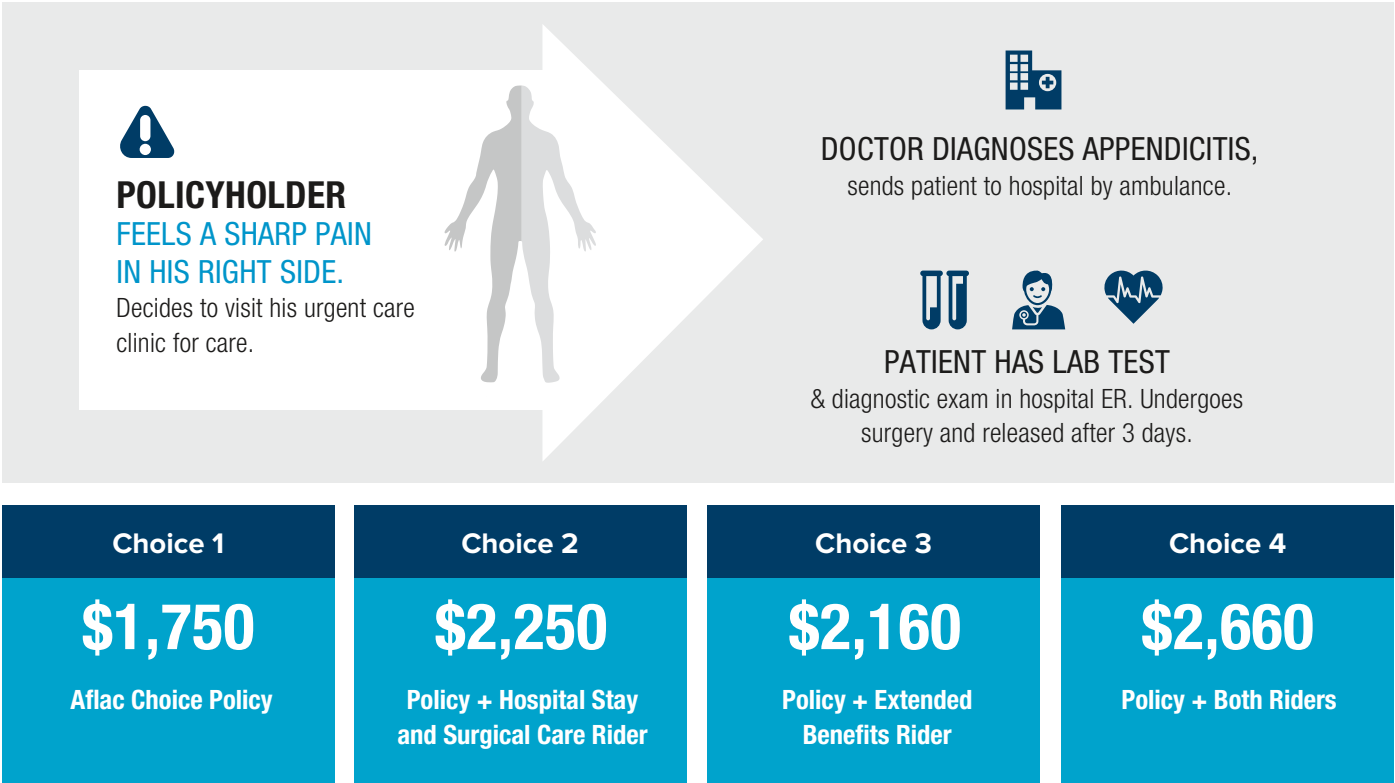 POLICYHOLDER
FEELS A SHARP PAIN
IN HIS RIGHT SIDE.
Decides to visit his urgent care
clinic for care.
DOCTOR DIAGNOSES APPENDICITIS,
sends patient to hospital by ambulance.
PATIENT HAS LAB TEST
& diagnostic exam in hospital ER. Undergoes
surgery and released after 3 days.
Choice 1
$1,750
Aflac Choice Policy
Choice 2
$2,250
Policy + Hospital Stay
and Surgical Care Rider
Choice 3
$2,160
Policy + Extended
Benefits Rider
Choice 4
$2,660
Policy + Both Riders